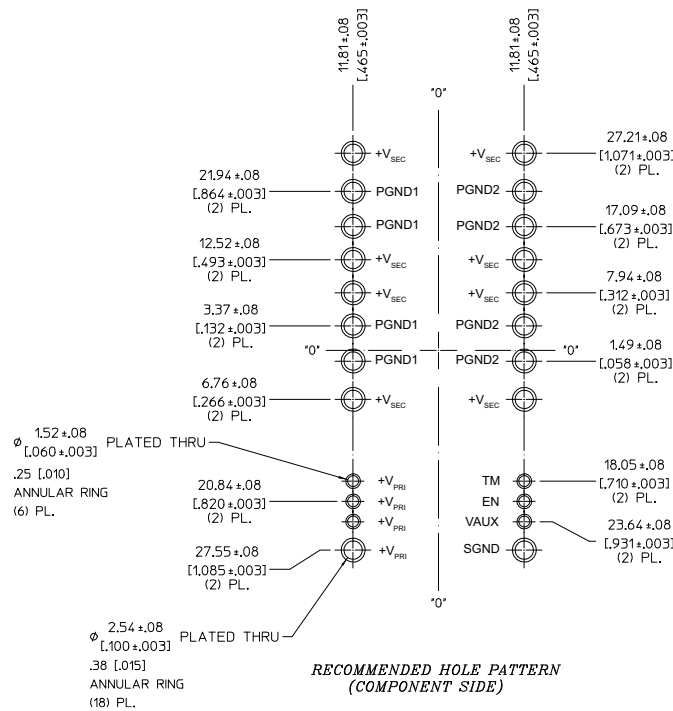 11.81±.08
[.465±.003]
11.81±.08
[.465±.003]
"0"
+VSEC
+VSEC
27.21±.08
[1.071±.003]
(2) PL.
21.94±.08
[.864±.003]
(2) PL.
PGND1
PGND2
17.09±.08
[.673±.003]
(2) PL.
PGND1
PGND2
12.52±.08
[.493±.003]
(2) PL.
+VSEC
+VSEC
7.94±.08
[.312±.003]
(2) PL.
+VSEC
+VSEC
3.37±.08
[.132±.003]
(2) PL.
PGND1
PGND2
1.49±.08
[.058±.003]
(2) PL.
"0"
"0"
PGND1
PGND2
6.76±.08
[.266±.003]
(2) PL.
+VSEC
+VSEC
ø 1.52±.08
[.060±.003]
PLATED THRU
.25 [.010]
ANNULAR RING
(6) PL.
+VPRI
TM
18.05±.08
[.710±.003]
(2) PL.
20.84±.08
[.820±.003]
(2) PL.
+VPRI
EN
+VPRI
VAUX
23.64±.08
[.931±.003]
(2) PL.
27.55±.08
[1.085±.003]
(2) PL.
+VPRI
SGND
"0"
ø 2.54±.08
[.100±.003]
PLATED THRU
.38 [.015]
ANNULAR RING
(18) PL.
RECOMMENDED HOLE PATTERN
(COMPONENT SIDE)